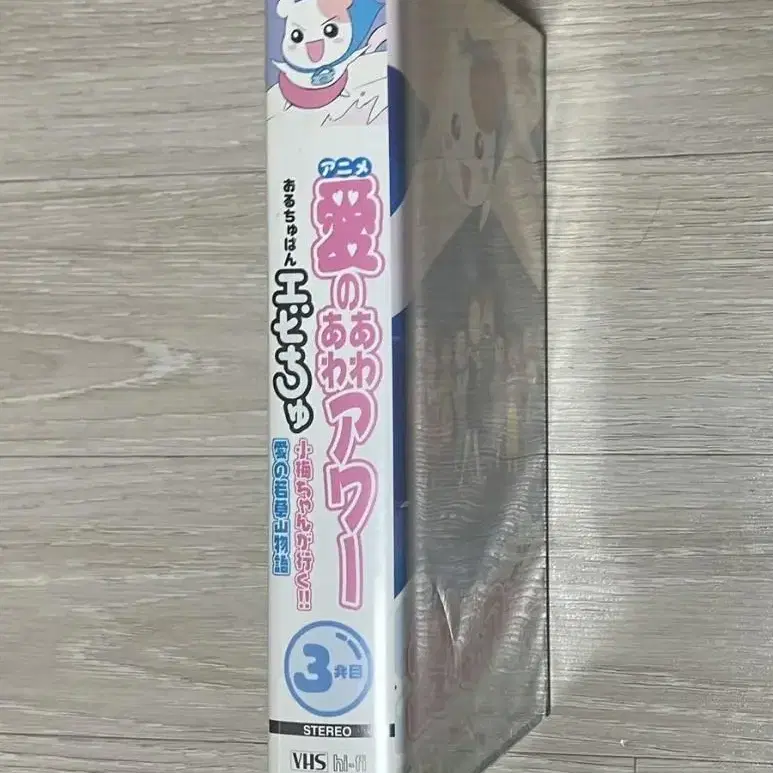 アニメ
愛のあわあわアワー
おるちゅばん
エビちゅ
小梅ちゃんが行く!!
愛の若草山物語
3発目
STEREO
VHS hi-fi